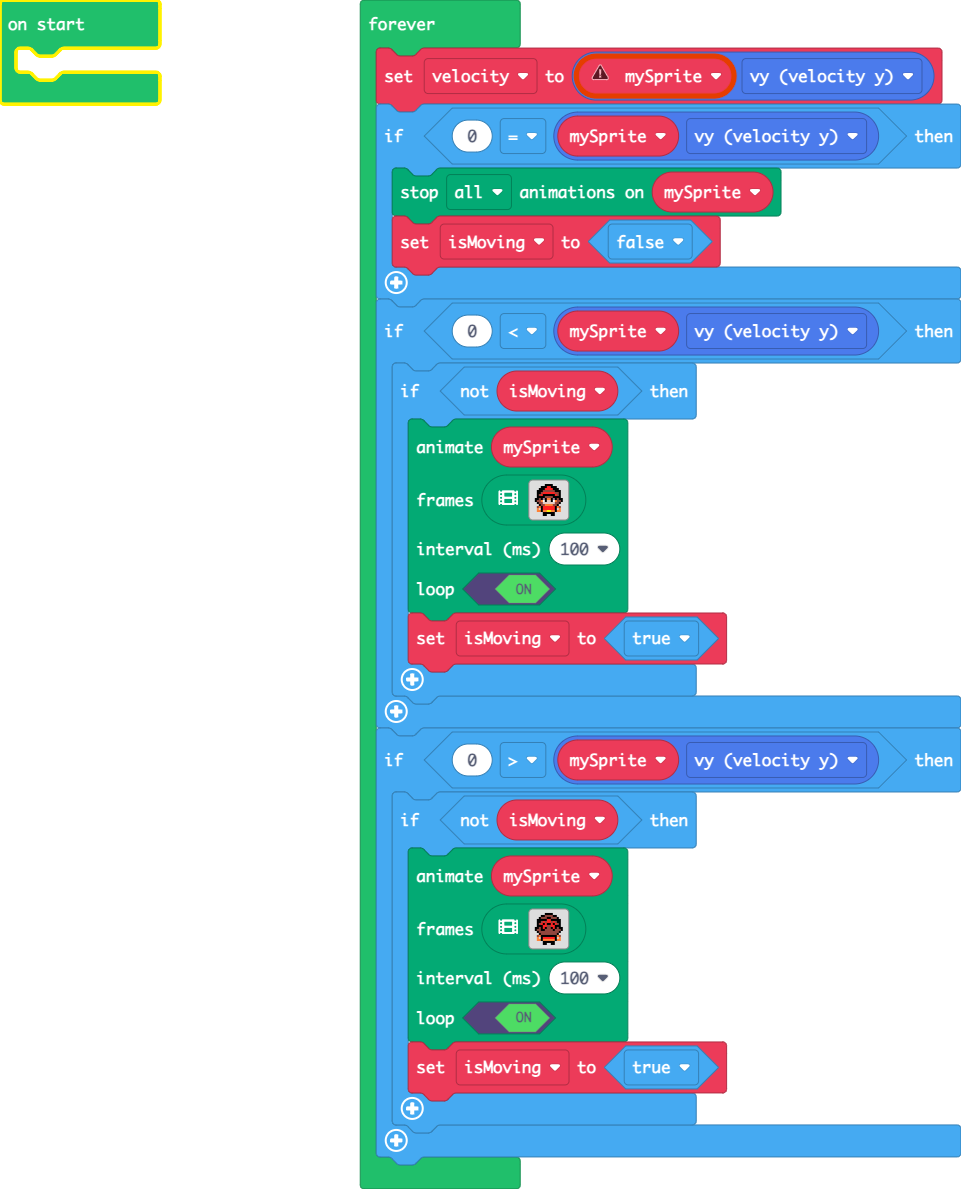 on start
forever
set velocity to mySprite vy (velocity y)
if 0 = mySprite vy (velocity y) then
stop all animations on mySprite
set isMoving to false
if 0 < mySprite vy (velocity y) then
if not isMoving then
animate mySprite
frames
interval (ms) 100
loop ON
set isMoving to true
if 0 > mySprite vy (velocity y) then
if not isMoving then
animate mySprite
frames
interval (ms) 100
loop ON
set isMoving to true